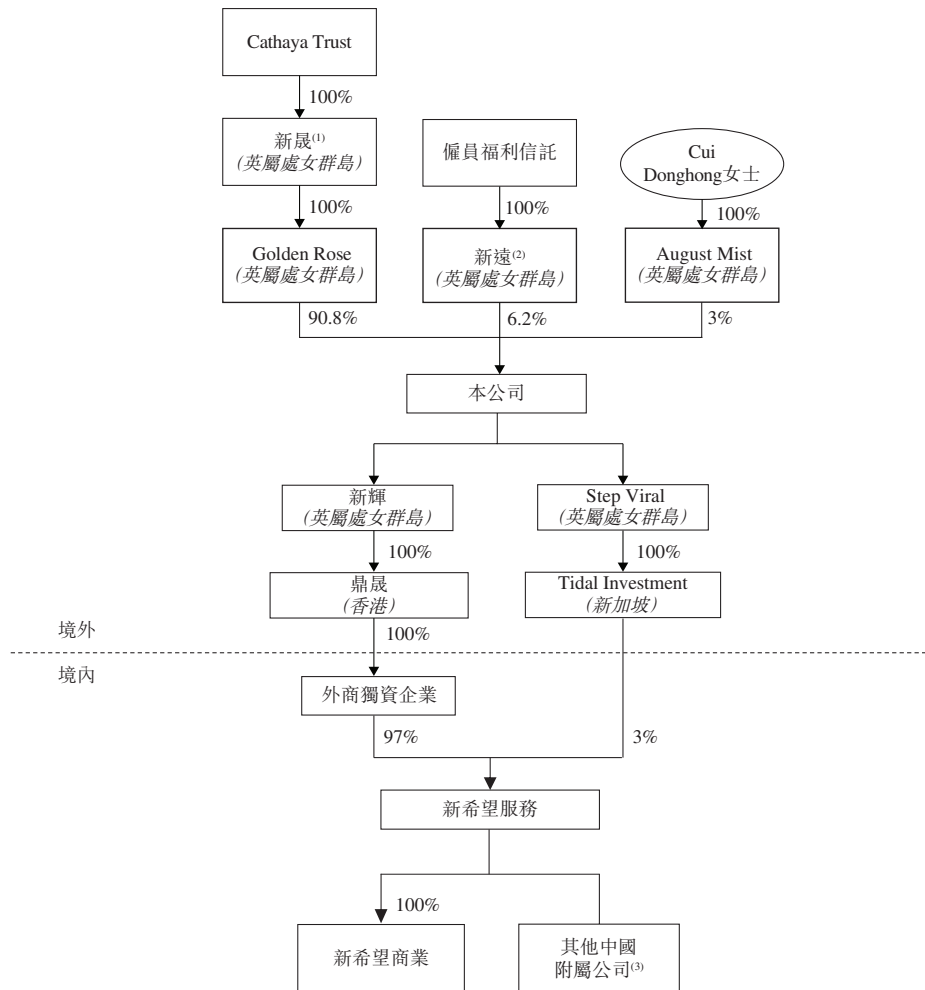 Cathaya Trust
100%
新晟(1)
(英屬處女群島)
僱員福利信託
Cui
Donghong女士
100%
100%
100%
Golden Rose
(英屬處女群島)
新遠(2)
(英屬處女群島)
August Mist
(英屬處女群島)
90.8%
6.2%
3%
本公司
新輝
(英屬處女群島)
Step Viral
(英屬處女群島)
100%
100%
鼎晟
(香港)
Tidal Investment
(新加坡)
境外
100%
境內
外商獨資企業
97%
3%
新希望服務
100%
新希望商業
其他中國
附屬公司(3)